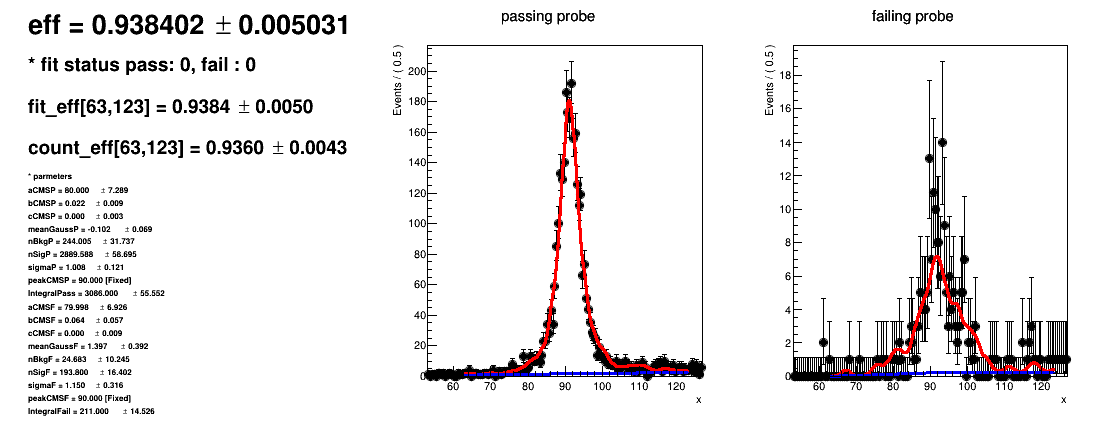 eff = 0.938402 ± 0.005031
* fit status pass: 0, fail : 0
fit_eff[63,123] = 0.9384 ± 0.0050
count_eff[63,123] = 0.9360 ± 0.0043
* parmeters
aCMSP = 80.000 ± 7.289
bCMSP = 0.022 ± 0.009
cCMSP = 0.000 ± 0.003
meanGaussP = -0.102 ± 0.069
nBkgP = 244.005 ± 31.737
nSigP = 2889.588 ± 56.695
sigmaP = 1.008 ± 0.121
peakCMSP = 90.000 [Fixed]
IntegralPass = 3086.000 ± 55.552
aCMSF = 79.998 ± 6.926
bCMSF = 0.064 ± 0.057
cCMSF = 0.000 ± 0.009
meanGaussF = 1.397 ± 0.392
nBkgF = 24.683 ± 10.245
nSigF = 193.800 ± 16.402
sigmaF = 1.150 ± 0.316
peakCMSF = 90.000 [Fixed]
IntegralFail = 211.000 ± 14.526
passing probe
Events / ( 0.5 )
200
180
160
140
120
100
80
60
40
20
0
60 70 80 90 100 110 120
x
failing probe
Events / ( 0.5 )
18
16
14
12
10
8
6
4
2
0
60 70 80 90 100 110 120
x